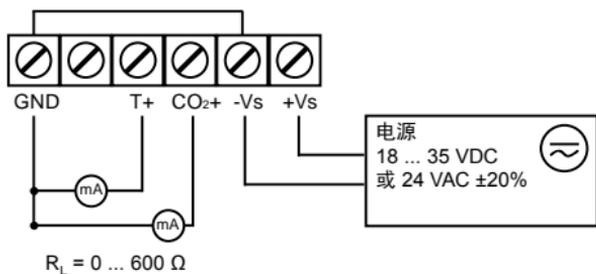 GND T+ CO₂+ -Vs +Vs
电源
18 ... 35 VDC
或 24 VAC ±20%
mA
mA
R_L = 0 ... 600 Ω